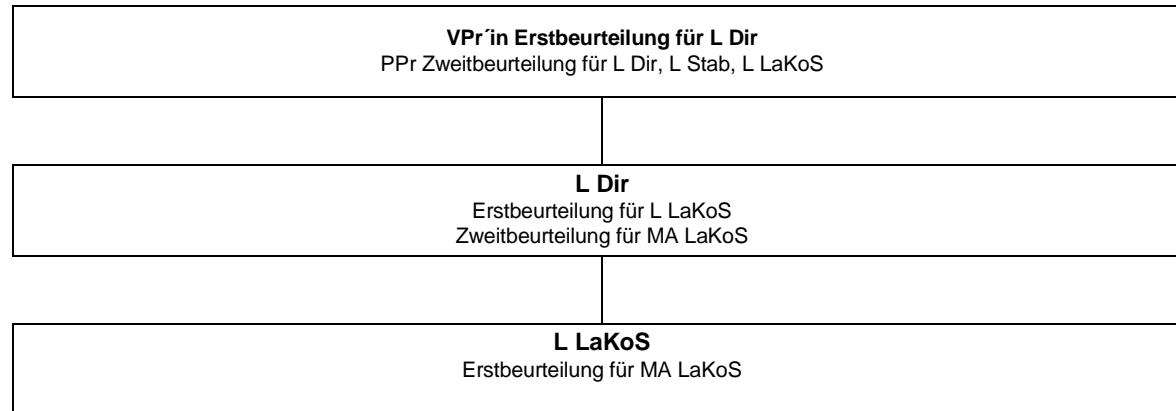 VPr´in Erstbeurteilung für L Dir
PPr Zweitbeurteilung für L Dir, L Stab, L LaKoS
L Dir
Erstbeurteilung für L LaKoS
Zweitbeurteilung für MA LaKoS
L LaKoS
Erstbeurteilung für MA LaKoS